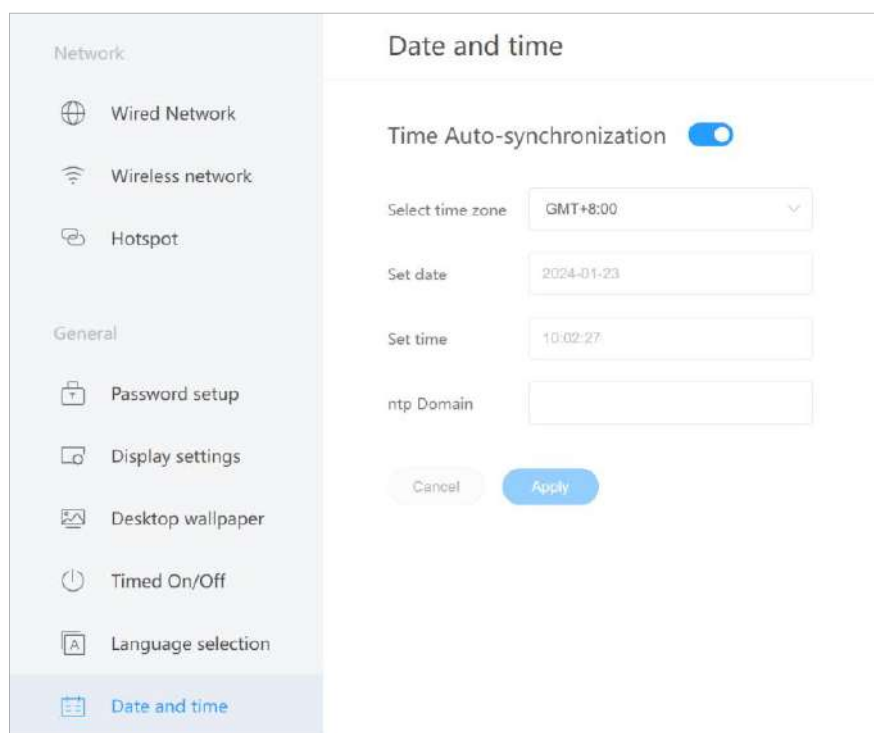 Network
Wired Network
Wireless network
Hotspot
General
Password setup
Display settings
Desktop wallpaper
Timed On/Off
Language selection
Date and time
Date and time
Time Auto-synchronization
Select time zone GMT+8:00
Set date 2024-01-23
Set time 10:02:27
ntp Domain
Cancel Apply